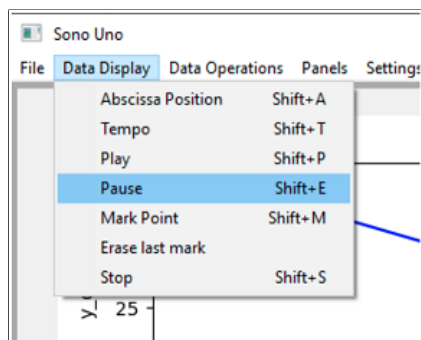 Sono Uno
File Data Display Data Operations Panels Settings
Abscissa Position Shift+A
Tempo Shift+T
Play Shift+P
Pause Shift+E
Mark Point Shift+M
Erase last mark
Stop Shift+S
25